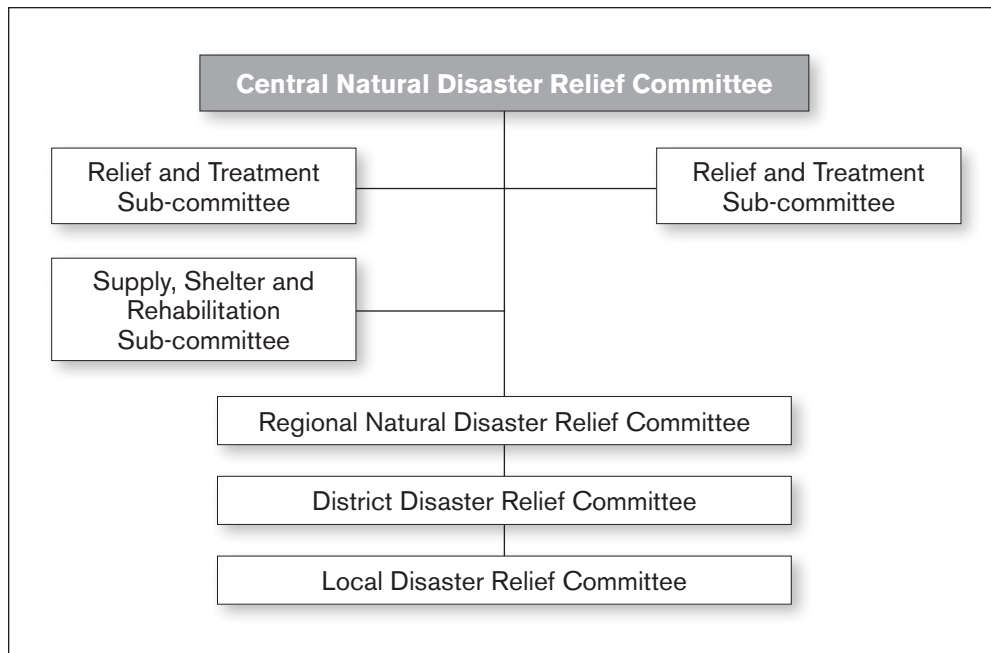 Central Natural Disaster Relief Committee
Relief and Treatment
Sub-committee
Relief and Treatment
Sub-committee
Supply, Shelter and
Rehabilitation
Sub-committee
Regional Natural Disaster Relief Committee
District Disaster Relief Committee
Local Disaster Relief Committee